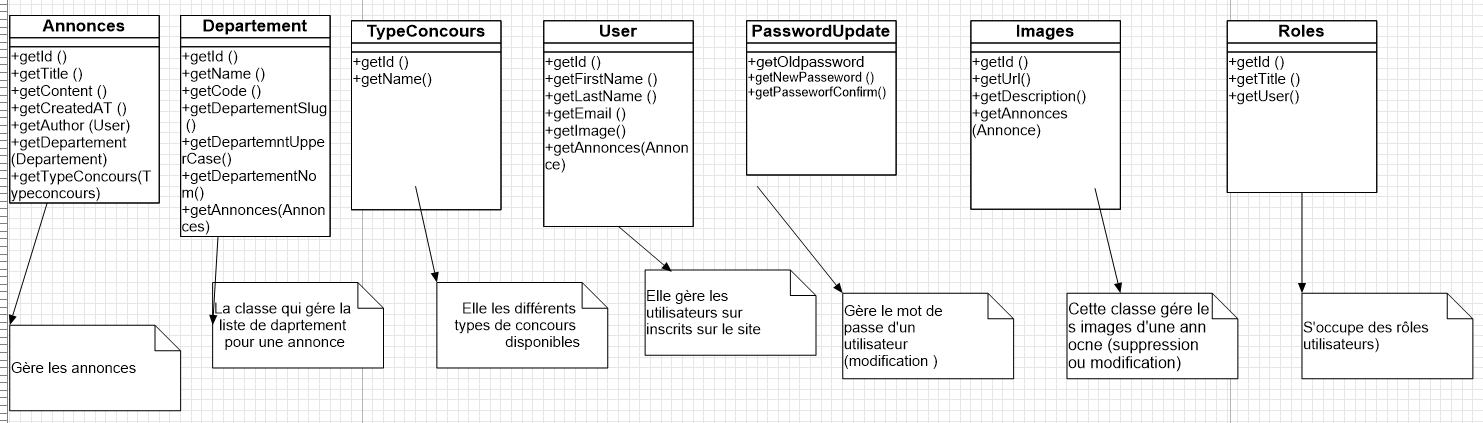 Annonces
+getId ()
+getTitle ()
+getContent ()
+getCreatedAT ()
+getAuthor (User)
+getDepartement
(Departement)
+getTypeConcours(T
ypeconcours)
Departement
+getId ()
+getName ()
+getCode ()
+getDepartementSlug
()
+getDepartemntUppe
rCase()
+getDepartementNo
m()
+getAnnonces(Annon
ces)
TypeConcours
+getId ()
+getName()
User
+getId ()
+getFirstName ()
+getLastName ()
+getEmail ()
+getImage()
+getAnnonces(Annon
ce)
PasswordUpdate
+getOldpassword
+getNewPasseword ()
+getPasseworfConfirm()
Images
+getId ()
+getUrl()
+getDescription()
+getAnnonces
(Annonce)
Roles
+getId ()
+getTitle ()
+getUser()
Gère les annonces
La classe qui gére la
liste de daprtement
pour une annonce
Elle les différents
types de concours
disponibles
Elle gère les
utilisateurs sur
inscrits sur le site
Gère le mot de
passe d'un
utilisateur
(modification )
Cette classe gére le
s images d'une ann
ocne (suppression
ou modification)
S'occupe des rôles
utilisateurs)